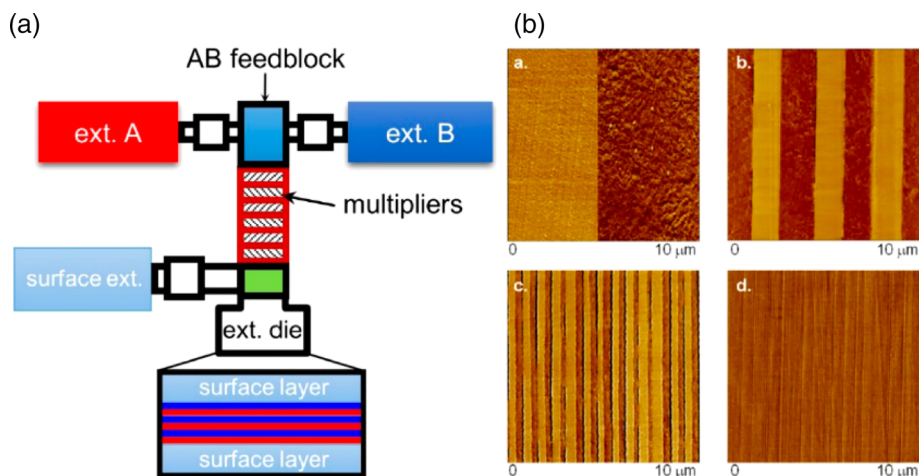 (a)
AB feedblock
ext. A
ext. B
multipliers
surface ext.
ext. die
surface layer
surface layer
(b)
a.
0 10 μm
b.
0 10 μm
c.
0 10 μm
d.
0 10 μm